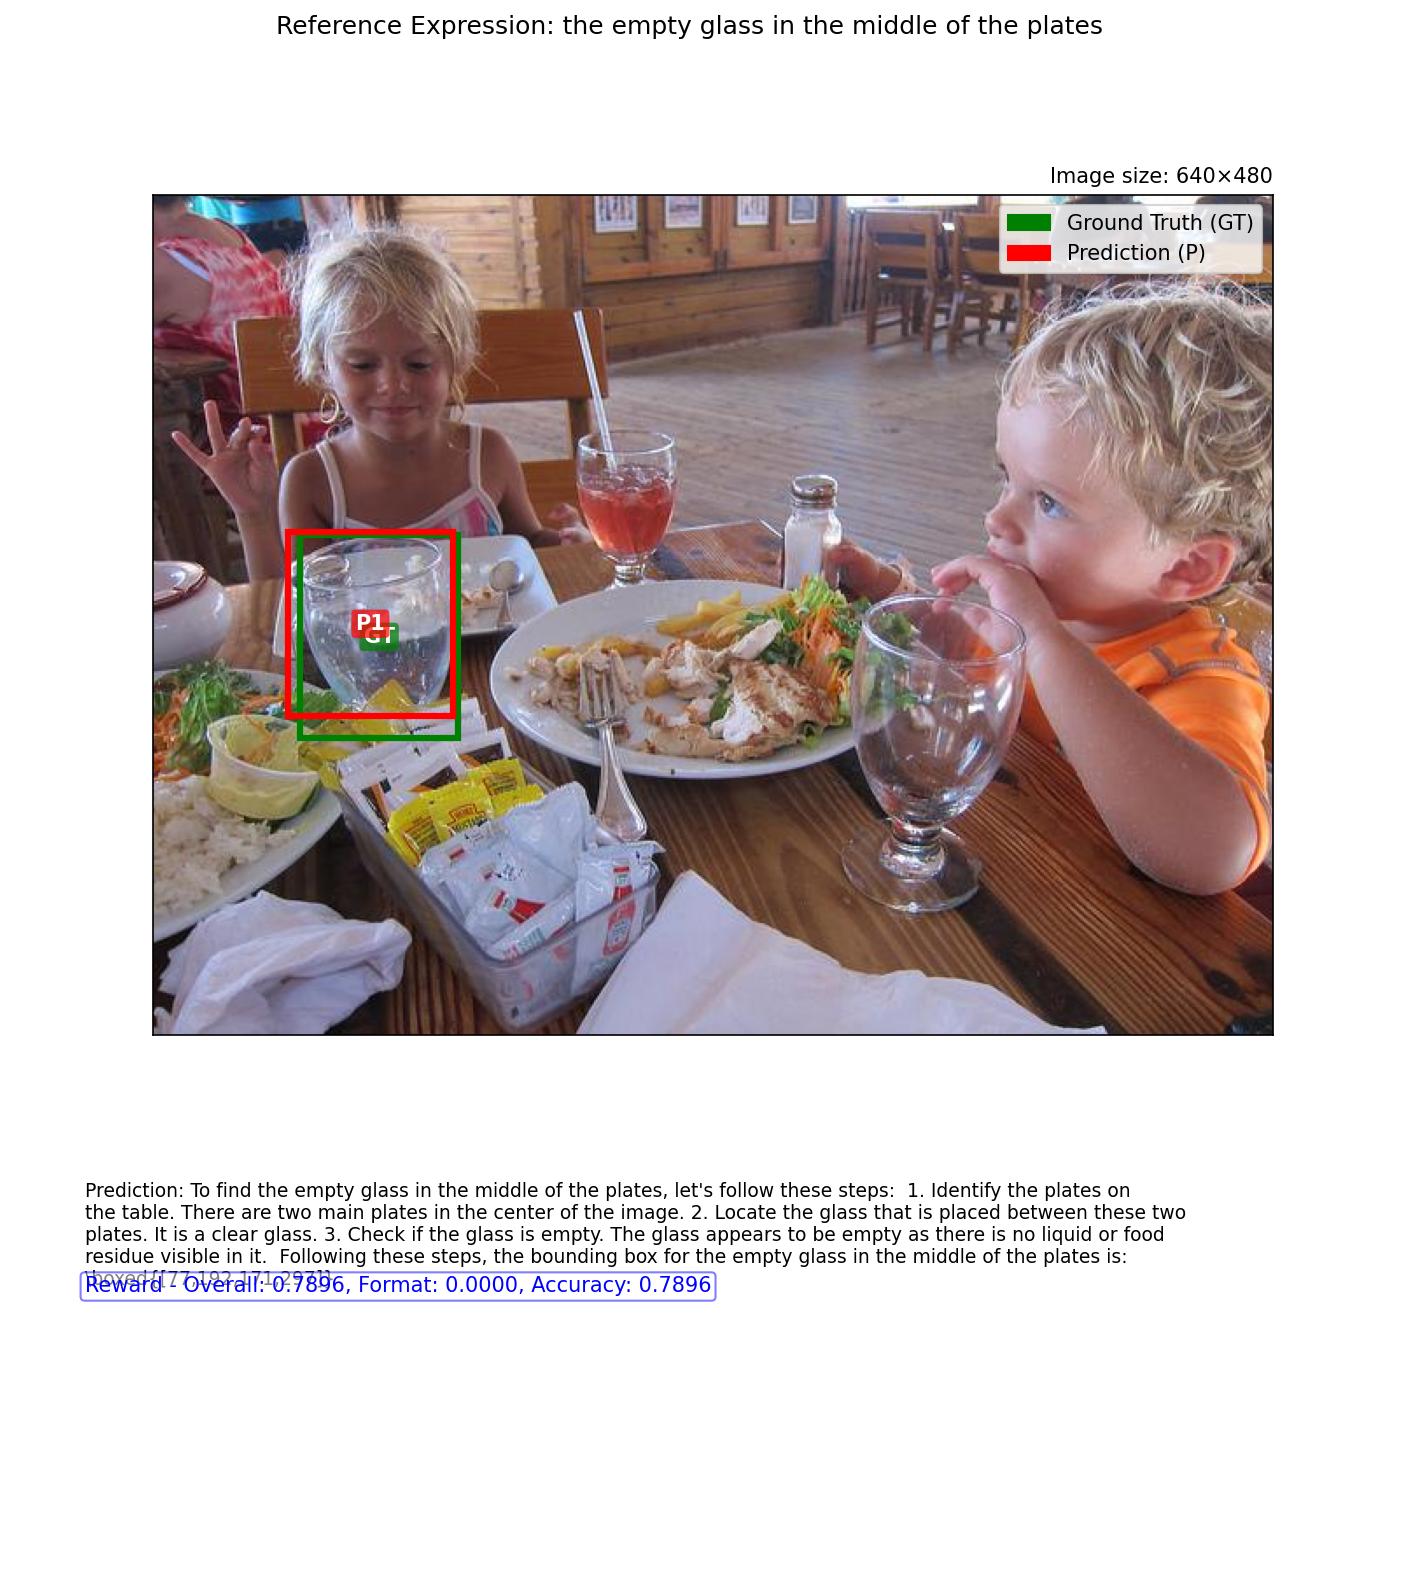 Reference Expression: the empty glass in the middle of the plates
Image size: 640×480
Ground Truth (GT)
Prediction (P)
P1
GT
HEINZ
Prediction: To find the empty glass in the middle of the plates, let's follow these steps:  1. Identify the plates on
the table. There are two main plates in the center of the image. 2. Locate the glass that is placed between these two
plates. It is a clear glass. 3. Check if the glass is empty. The glass appears to be empty as there is no liquid or food
residue visible in it.  Following these steps, the bounding box for the empty glass in the middle of the plates is:
\boxed{[77,192,171,297]}
Reward - Overall: 0.7896, Format: 0.0000, Accuracy: 0.7896